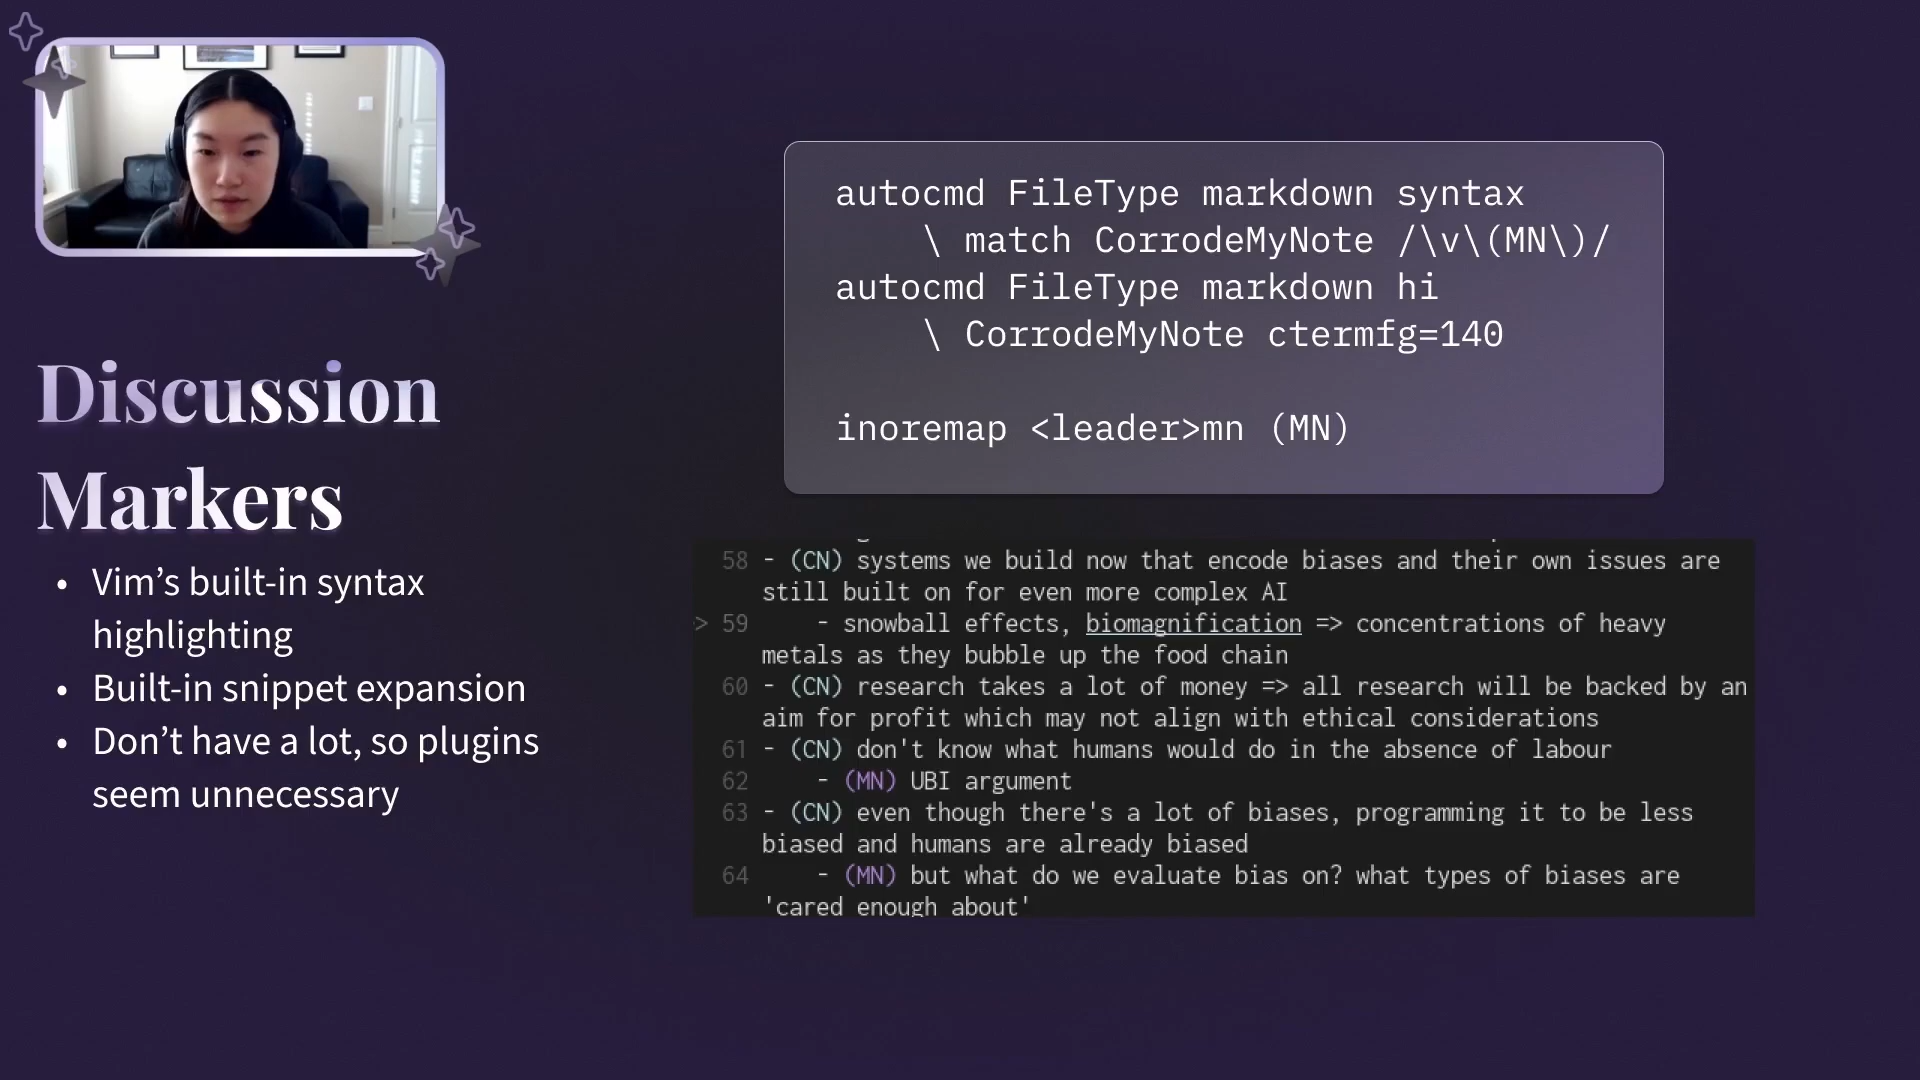 Discussion
Markers
• Vim’s built-in syntax
highlighting
• Built-in snippet expansion
• Don’t have a lot, so plugins
seem unnecessary
autocmd FileType markdown syntax
\ match CorrodeMyNote /\v\(MN\)/
autocmd FileType markdown hi
\ CorrodeMyNote ctermfg=140
inoremap <leader>mn (MN)
58 - (CN) systems we build now that encode biases and their own issues are
still built on for even more complex AI
> 59 - snowball effects, biomagnification => concentrations of heavy
metals as they bubble up the food chain
60 - (CN) research takes a lot of money => all research will be backed by an
aim for profit which may not align with ethical considerations
61 - (CN) don't know what humans would do in the absence of labour
62 - (MN) UBI argument
63 - (CN) even though there's a lot of biases, programming it to be less
biased and humans are already biased
64 - (MN) but what do we evaluate bias on? what types of biases are
'cared enough about'